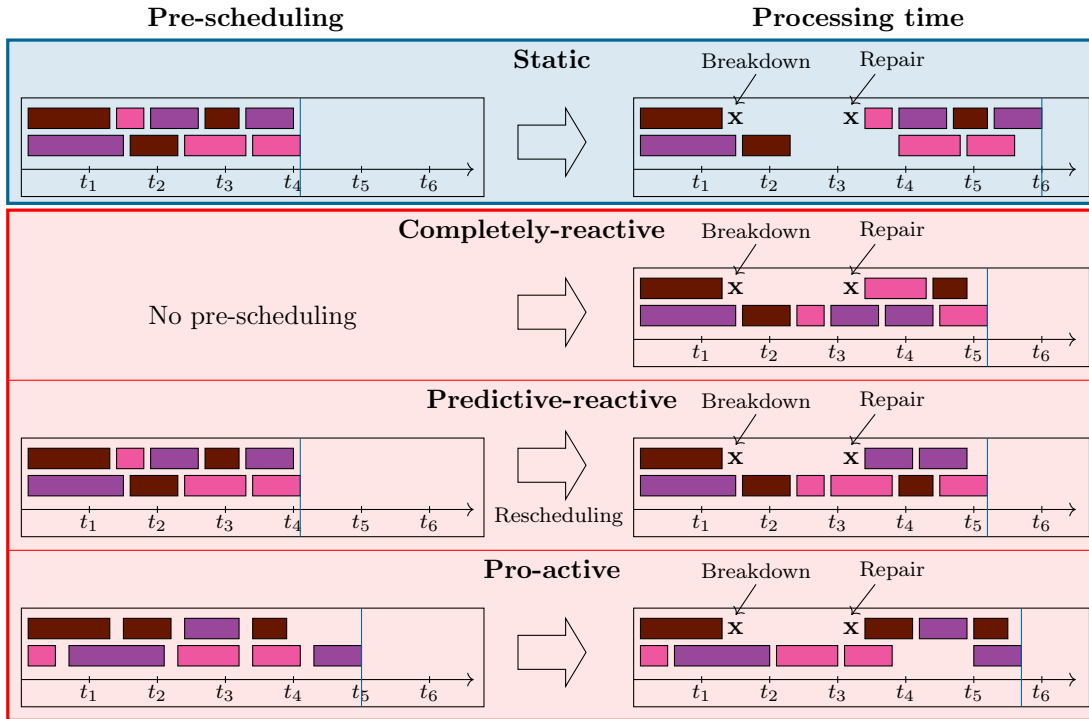 Pre-scheduling
Processing time
Static
Breakdown
Repair
x
x
t1 t2 t3 t4 t5 t6
t1 t2 t3 t4 t5 t6
Completely-reactive
Breakdown
Repair
No pre-scheduling
x
x
t1 t2 t3 t4 t5 t6
Predictive-reactive
Breakdown
Repair
x
x
Rescheduling
t1 t2 t3 t4 t5 t6
t1 t2 t3 t4 t5 t6
Pro-active
Breakdown
Repair
x
x
t1 t2 t3 t4 t5 t6
t1 t2 t3 t4 t5 t6